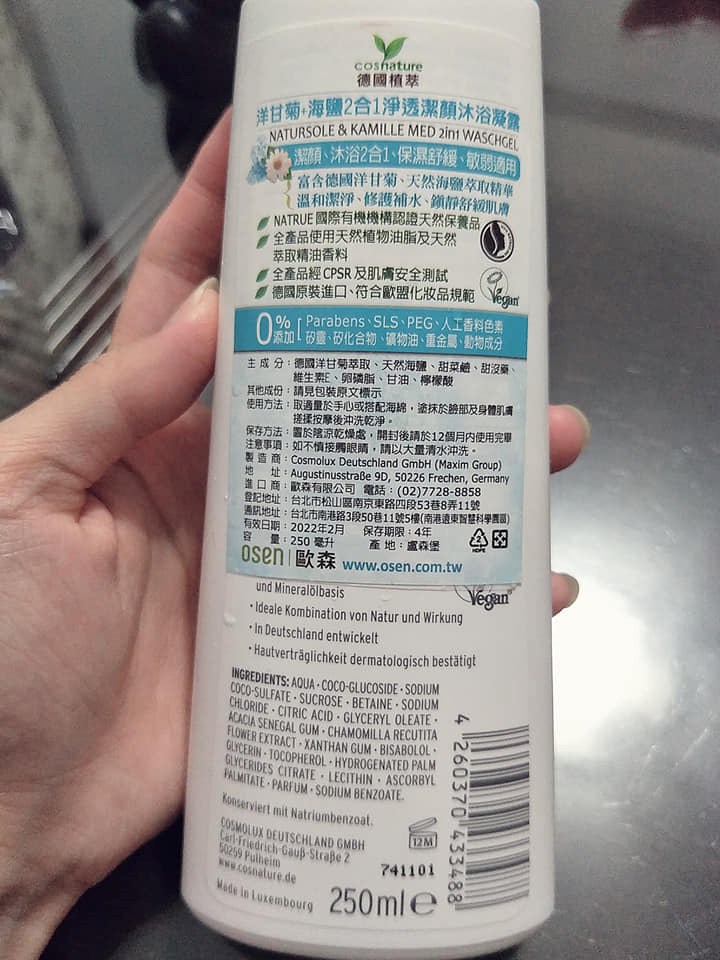 cosnature
德國植萃
洋甘菊+海鹽2合1淨透潔顏沐浴凝露
NATURSOLE & KAMILLE MED 2in1 WASCHGEL
潔顏、沐浴2合1、保濕舒緩、敏弱適用
富含德國洋甘菊、天然海鹽萃取精華
溫和潔淨、修護補水、鎮靜舒緩肌膚
NATRUE國際有機機構認證天然保養品
全產品使用天然植物油脂及天然
萃取精油香料
全產品經CPSR及肌膚安全測試
德國原裝進口、符合歐盟化妝品規範
Vegan
0%添加
Parabens、SLS、PEG、人工香料色素
矽靈、矽化合物、礦物油、重金屬、動物成分
主成分：德國洋甘菊萃取、天然海鹽、甜菜鹼、甜沒藥、
維生素E、卵磷脂、甘油、檸檬酸
其他成份：請見包裝原文標示
使用方法：取適量於手心或搭配海綿，塗抹於臉部及身體肌膚
搓揉按摩後沖洗乾淨。
保存方法：置於陰涼乾燥處，開封後請於12個月內使用完畢
注意事項：如不慎接觸眼睛，請以大量清水沖洗。
製造商：Cosmolux Deutschland GmbH (Maxim Group)
地址：Augustinusstraße 9D, 50226 Frechen, Germany
進口商：歐森有限公司 電話：(02)7728-8858
登記地址：台北市松山區南京東路四段53巷8弄11號
通訊地址：台北市南港路3段50巷11號5樓(南港遠東智慧科學園區)
有效日期：2022年2月 保存期限：4年
容量：250 毫升 產地：盧森堡
HDPE
osen 歐森 www.osen.com.tw
und Mineralölbasis
Vegan
• Ideale Kombination von Natur und Wirkung
• In Deutschland entwickelt
• Hautverträglichkeit dermatologisch bestätigt
INGREDIENTS: AQUA • COCO-GLUCOSIDE • SODIUM
COCO-SULFATE • SUCROSE • BETAINE • SODIUM
CHLORIDE • CITRIC ACID • GLYCERYL OLEATE •
ACACIA SENEGAL GUM • CHAMOMILLA RECUTITA
FLOWER EXTRACT • XANTHAN GUM • BISABOLOL •
GLYCERIN • TOCOPHEROL • HYDROGENATED PALM
GLYCERIDES CITRATE • LECITHIN • ASCORBYL
PALMITATE • PARFUM • SODIUM BENZOATE.
Konserviert mit Natriumbenzoat.
COSMOLUX DEUTSCHLAND GMBH
Carl-Friedrich-Gauß-Straße 2
50259 Pulheim
www.cosnature.de
Made in Luxembourg
12M
741101
250ml e
4 260370 433488